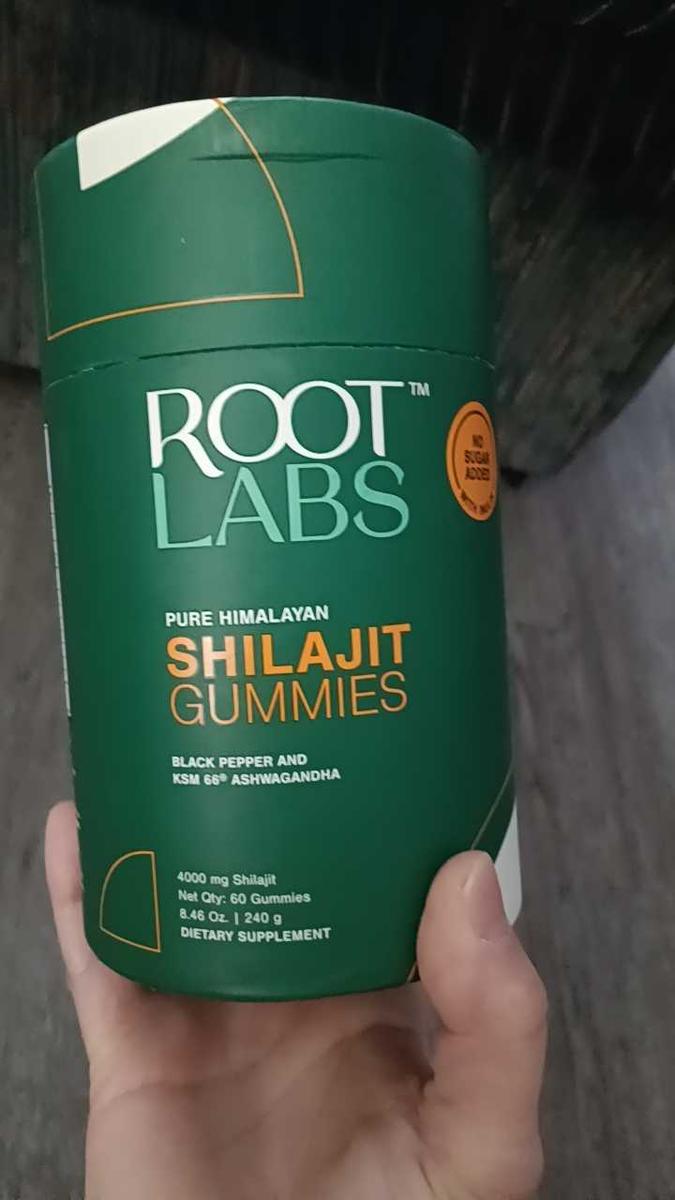 ROOT™
LABS
NO
SUGAR
ADDED
PURE HIMALAYAN
SHILAJIT
GUMMIES
BLACK PEPPER AND
KSM 66® ASHWAGANDHA
4000 mg Shilajit
Net Qty: 60 Gummies
8.46 Oz. | 240 g
DIETARY SUPPLEMENT